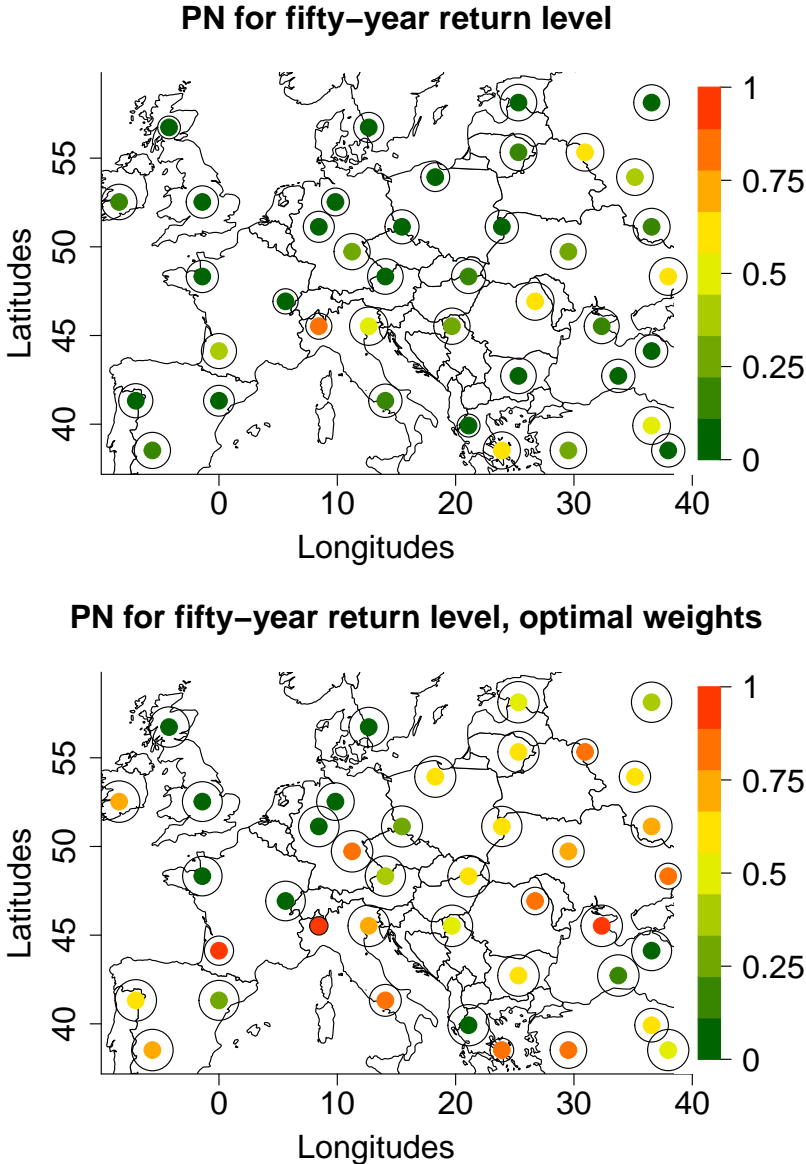 PN for fifty−year return level
1
0.75
0.5
0.25
0
55
50
45
40
Latitudes
0 10 20 30 40
Longitudes
PN for fifty−year return level, optimal weights
1
0.75
0.5
0.25
0
55
50
45
40
Latitudes
0 10 20 30 40
Longitudes